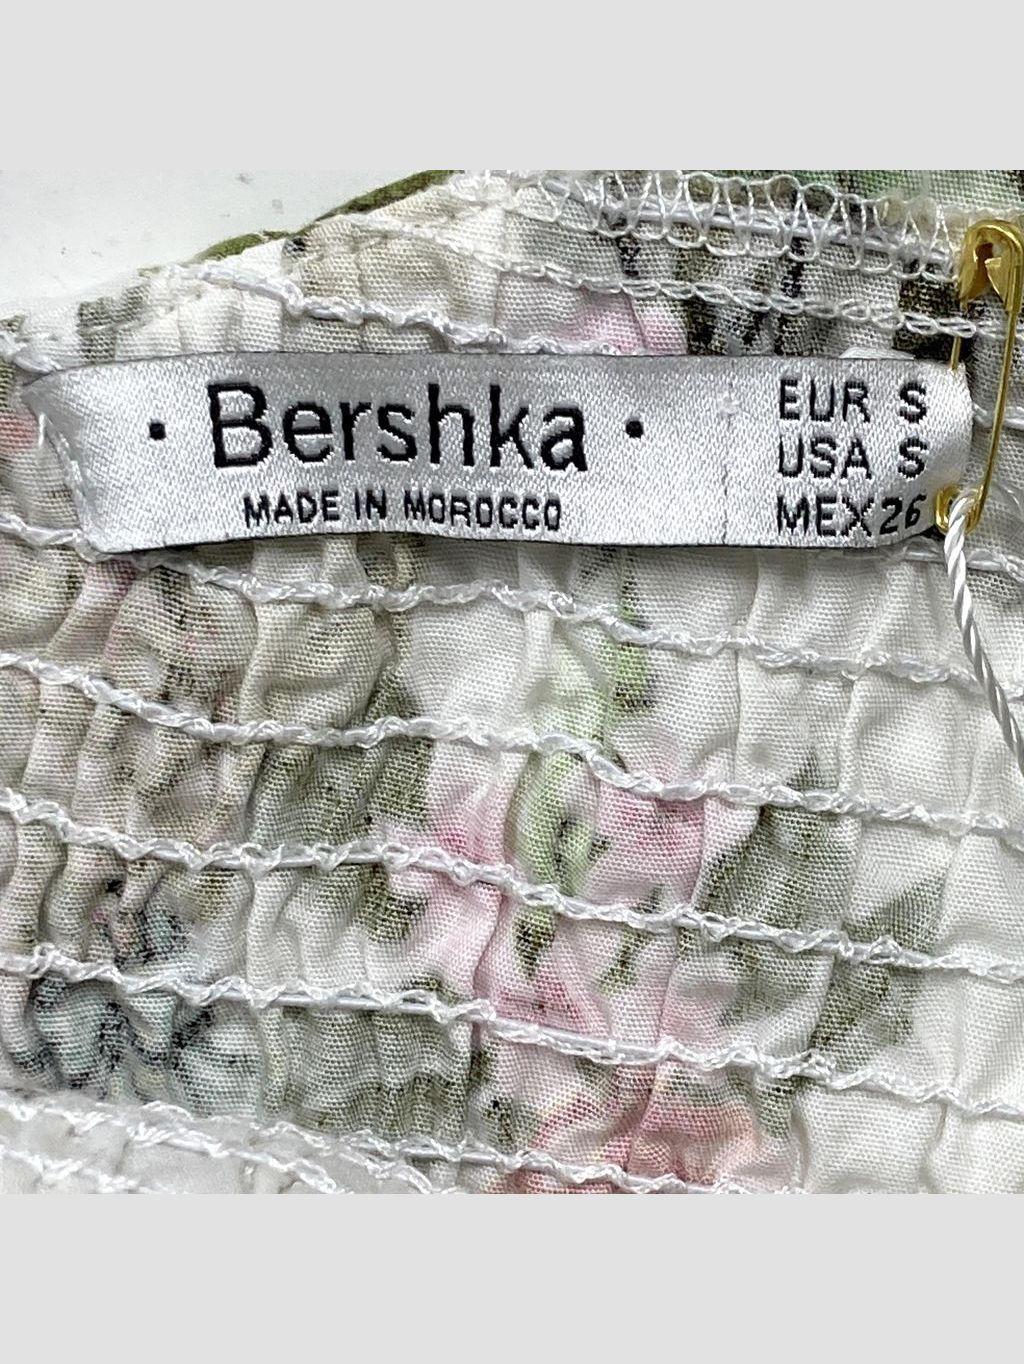 · Bershka ·
MADE IN MOROCCO
EUR S
USA S
MEX 26